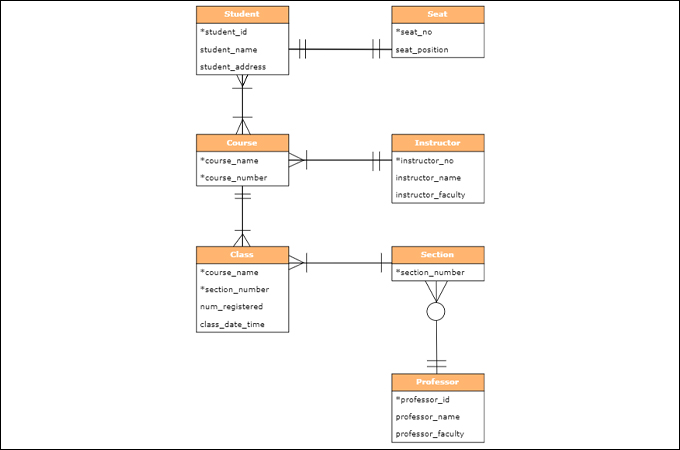 Student
*student_id
student_name
student_address
Seat
*seat_no
seat_position
Course
*course_name
*course_number
Instructor
*instructor_no
instructor_name
instructor_faculty
Class
*course_name
*section_number
num_registered
class_date_time
Section
*section_number
Professor
*professor_id
professor_name
professor_faculty